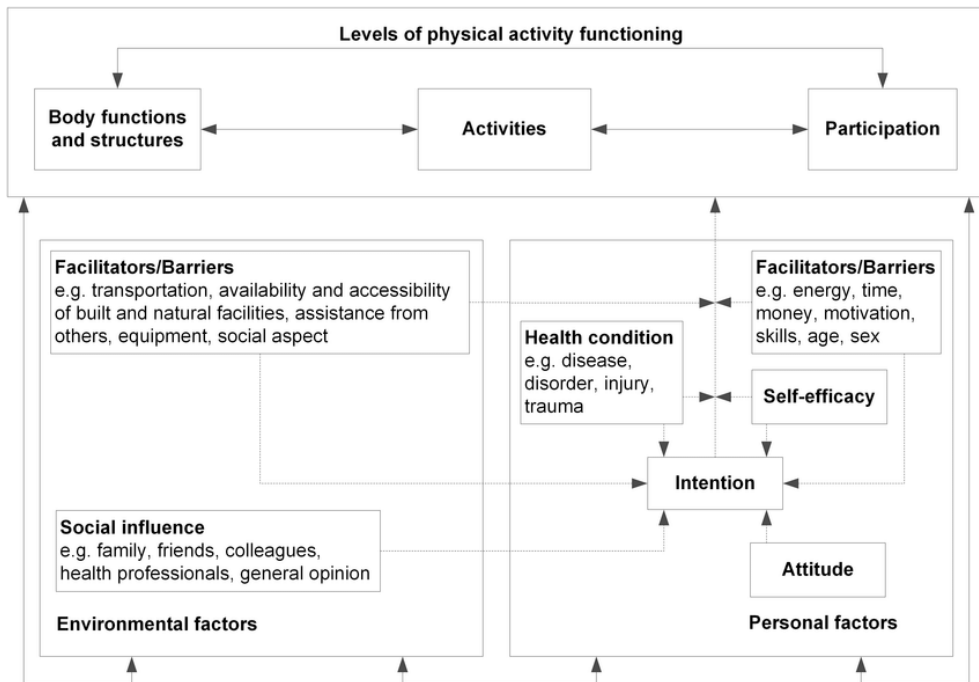 Levels of physical activity functioning
Body functions
and structures
Activities
Participation
Facilitators/Barriers
e.g. transportation, availability and accessibility
of built and natural facilities, assistance from
others, equipment, social aspect
Facilitators/Barriers
e.g. energy, time,
money, motivation,
skills, age, sex
Health condition
e.g. disease,
disorder, injury,
trauma
Self-efficacy
Intention
Social influence
e.g. family, friends, colleagues,
health professionals, general opinion
Attitude
Environmental factors
Personal factors